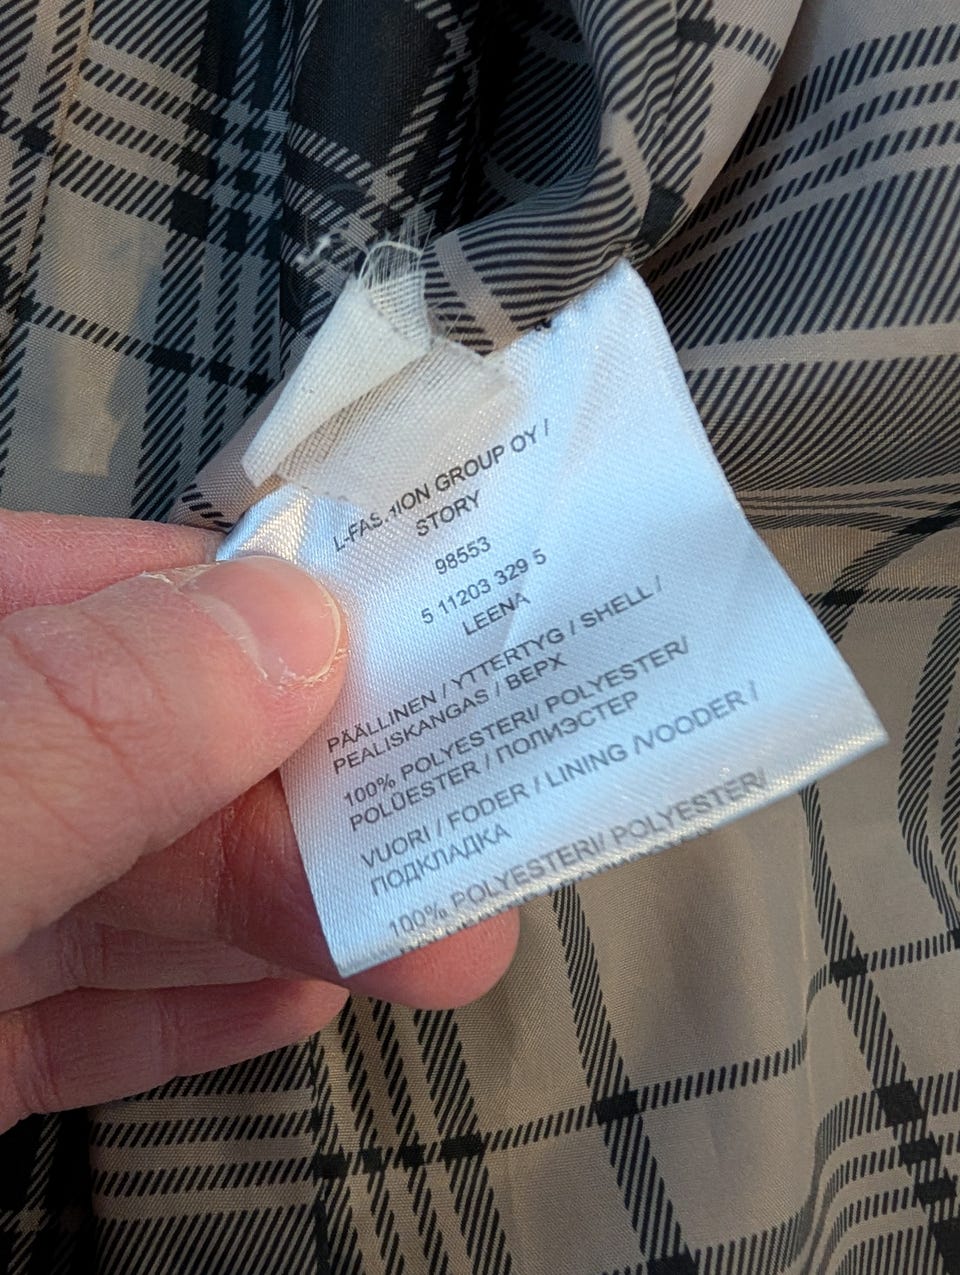 L-FASHION GROUP OY /
STORY
98553
5 11203 329 5
LEENA
PÄÄLLINEN / YTTERTYG / SHELL /
PEALISKANGAS / ВЕРХ
100% POLYESTERI/ POLYESTER/
POLÜESTER / ПОЛИЭСТЕР
VUORI / FODER / LINING /VOODER /
ПОДКЛАДКА
100% POLYESTERI/ POLYESTER/